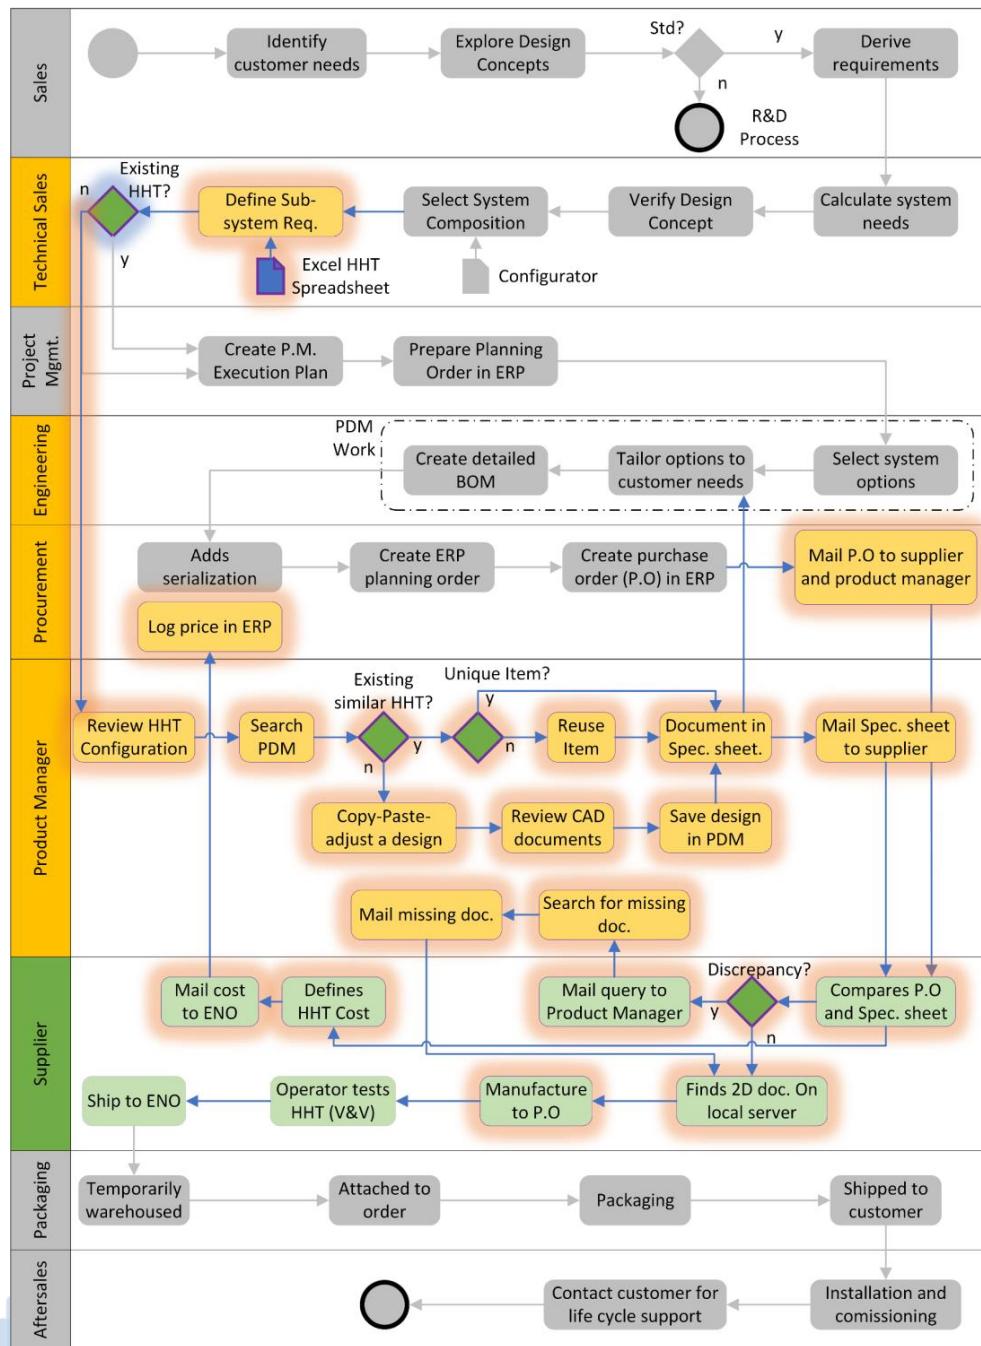 Sales
Identify
customer needs
Explore Design
Concepts
Std?
y
n
Derive
requirements
R&D
Process
Technical Sales
Existing
HHT?
n
y
Define Sub-
system Req.
Excel HHT
Spreadsheet
Select System
Composition
Configurator
Verify Design
Concept
Calculate system
needs
Project
Mgmt.
Create P.M.
Execution Plan
Prepare Planning
Order in ERP
Engineering
PDM
Work
Create detailed
BOM
Tailor options to
customer needs
Select system
options
Procurement
Adds
serialization
Create ERP
planning order
Create purchase
order (P.O) in ERP
Mail P.O to supplier
and product manager
Log price in ERP
Product Manager
Review HHT
Configuration
Search
PDM
Existing
similar HHT?
y
n
Unique Item?
y
n
Reuse
Item
Document in
Spec. sheet.
Mail Spec. sheet
to supplier
Copy-Paste-
adjust a design
Review CAD
documents
Save design
in PDM
Mail missing doc.
Search for missing
doc.
Supplier
Mail cost
to ENO
Defines
HHT Cost
Mail query to
Product Manager
Discrepancy?
y
n
Compares P.O
and Spec. sheet
Ship to ENO
Operator tests
HHT (V&V)
Manufacture
to P.O
Finds 2D doc. On
local server
Packaging
Temporarily
warehoused
Attached to
order
Packaging
Shipped to
customer
Aftersales
Contact customer for
life cycle support
Installation and
comissioning